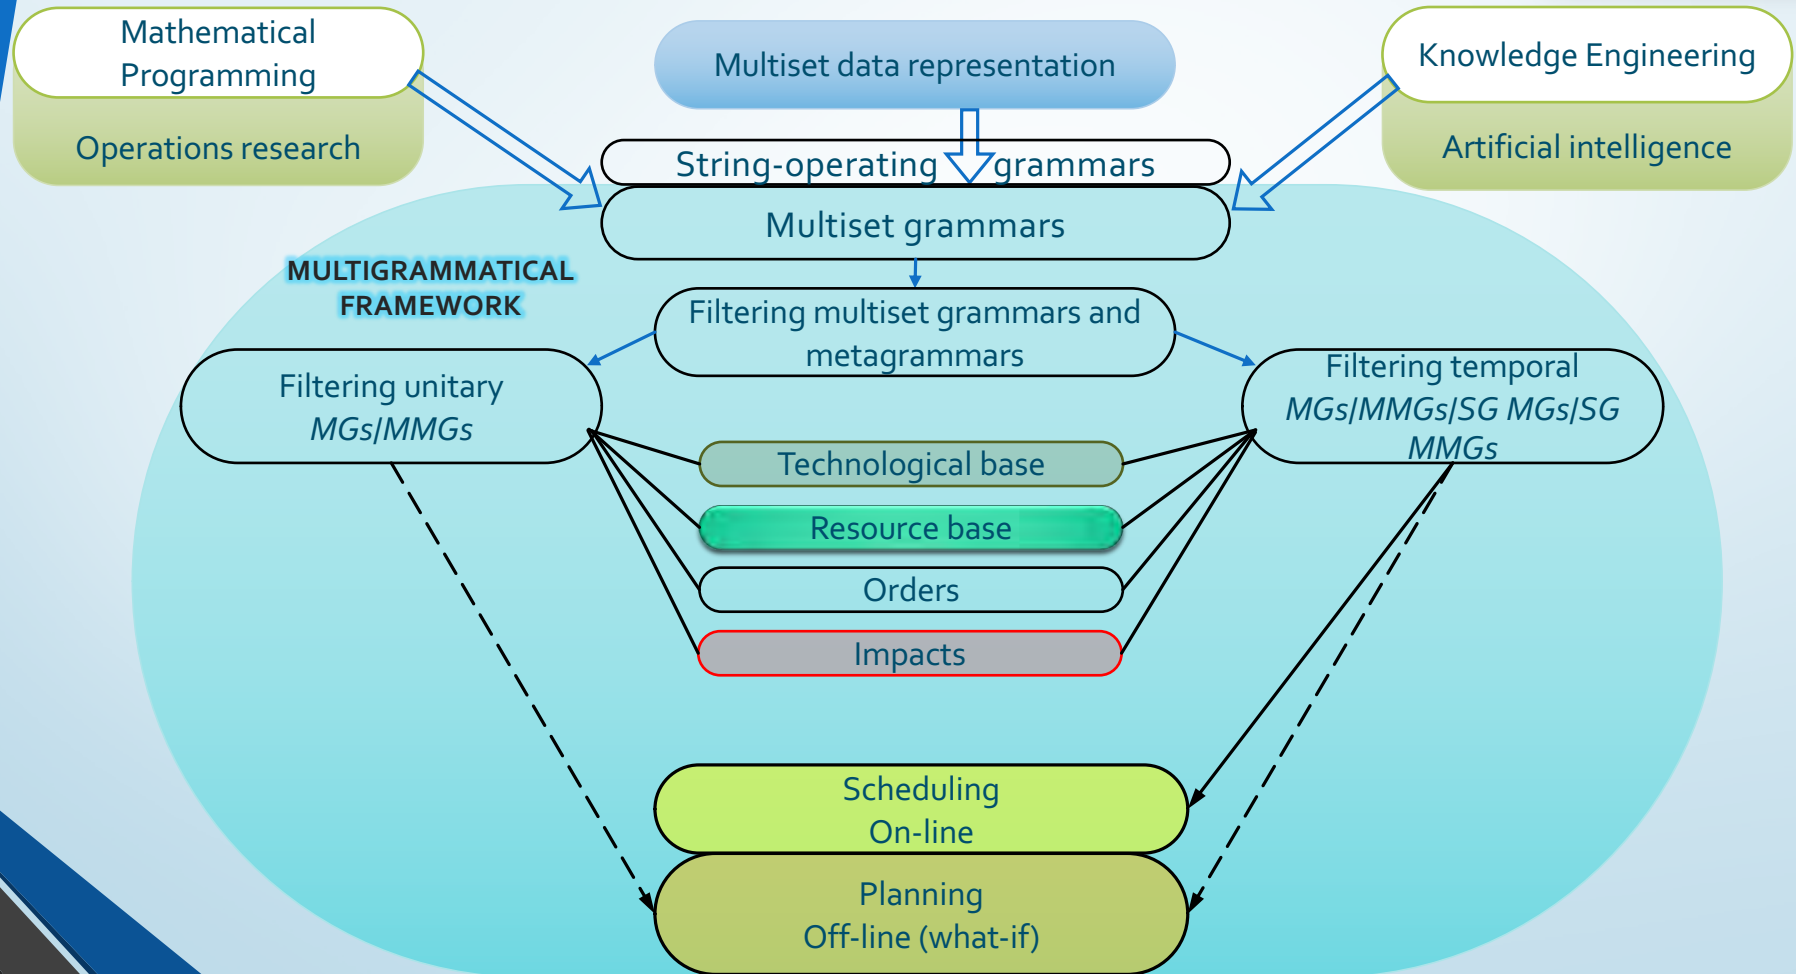 Mathematical
Programming
Operations research
Multiset data representation
Knowledge Engineering
Artificial intelligence
String-operating grammars
Multiset grammars
MULTIGRAMMATICAL
FRAMEWORK
Filtering multiset grammars and
metagrammars
Filtering unitary
MGs/MMGs
Filtering temporal
MGs/MMGs/SG MGs/SG
MMGs
Technological base
Resource base
Orders
Impacts
Scheduling
On-line
Planning
Off-line (what-if)